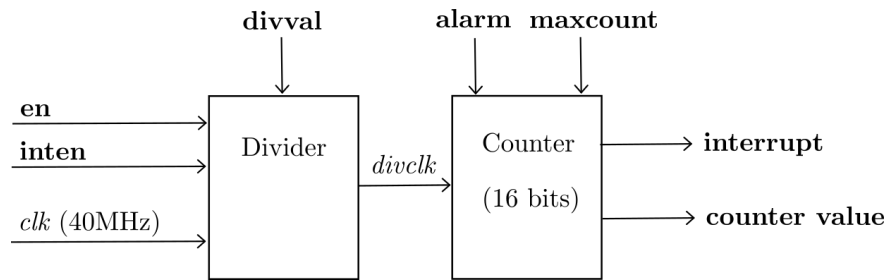 divval
alarm maxcount
en
inten
clk (40MHz)
Divider
divclk
Counter
(16 bits)
interrupt
counter value